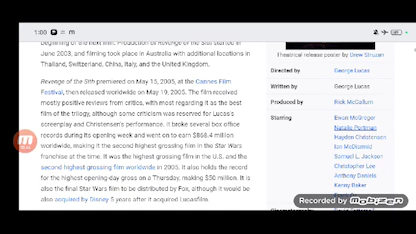 1:00
beginning of the next film. Production of Revenge of the Sith started in
June 2003, and filming took place in Australia with additional locations in
Thailand, Switzerland, China, Italy, and the United Kingdom.
Revenge of the Sith premiered on May 15, 2005, at the Cannes Film
Festival, then released worldwide on May 19, 2005. The film received
mostly positive reviews from critics, with most regarding it as the best
film of the trilogy, although some criticism was reserved for Lucas's
screenplay and Christensen's performance. It broke several box office
records during its opening week and went on to earn $868.4 million
worldwide, making it the second highest grossing film in the Star Wars
franchise at the time. It was the highest grossing film in the U.S. and the
second highest grossing film worldwide in 2005. It also holds the record
for the highest opening day gross on a Thursday, making $50 million. It is
also the final Star Wars film to be distributed by Fox, although it would be
also acquired by Disney 5 years after it acquired Lucasfilm.
Theatrical release poster by Drew Struzan
Directed by George Lucas
Written by George Lucas
Produced by Rick McCallum
Starring Ewan McGregor
Natalie Portman
Hayden Christensen
Ian McDiarmid
Samuel L. Jackson
Christopher Lee
Anthony Daniels
Kenny Baker
Recorded by mobizen